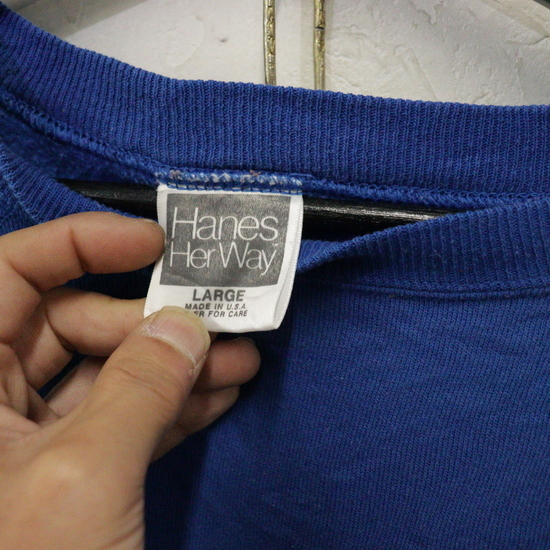 Hanes
Her Way
LARGE
MADE IN U.S.A.
FOR CARE